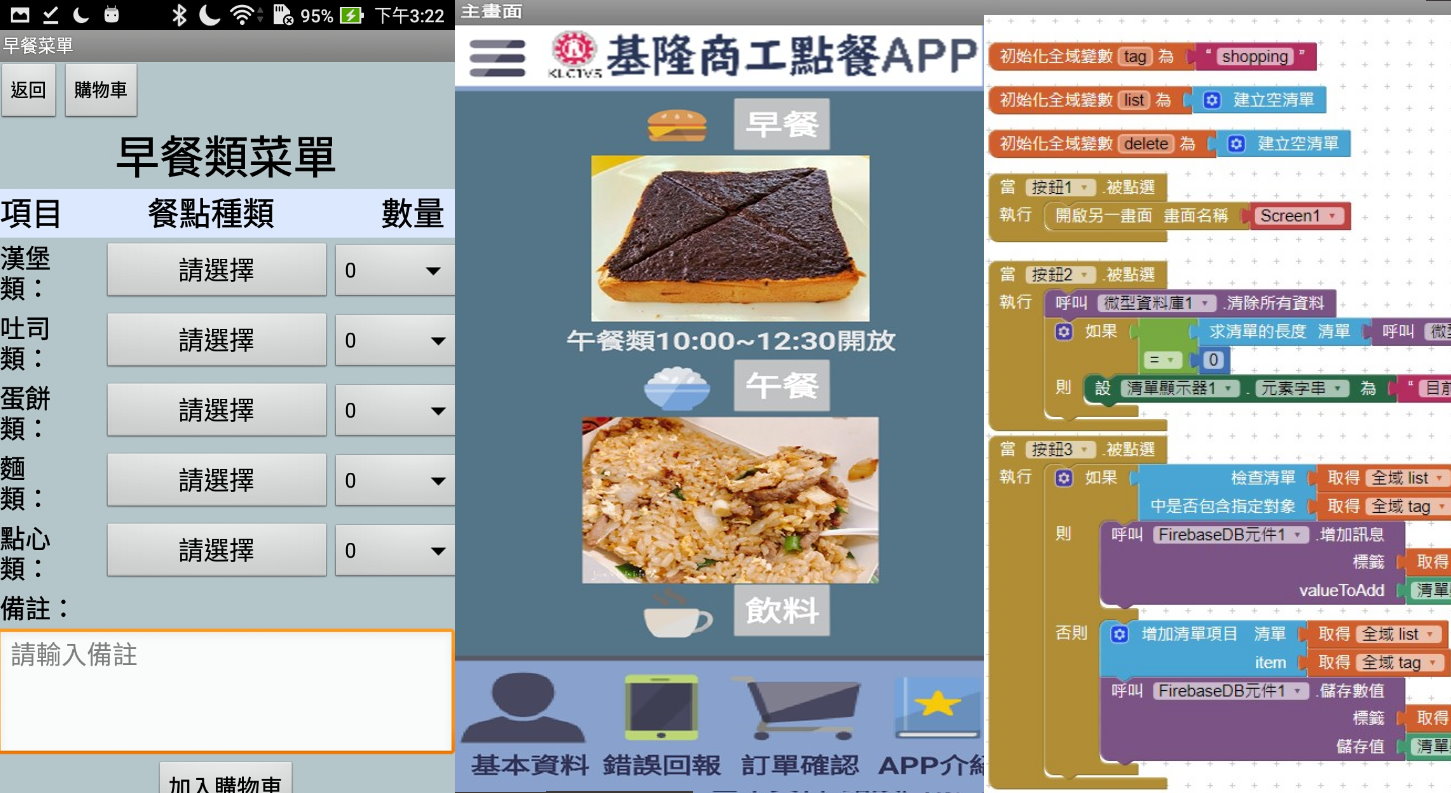 95% 下午3:22
早餐菜單
返回 購物車
早餐類菜單
項目 餐點種類 數量
漢堡類： 請選擇 0
吐司類： 請選擇 0
蛋餅類： 請選擇 0
麵類： 請選擇 0
點心類： 請選擇 0
備註：
請輸入備註
加入購物車
主畫面
KLCIVS 基隆商工點餐APP
早餐
午餐類10:00~12:30開放
午餐
飲料
基本資料 錯誤回報 訂單確認 APP介紹
初始化全域變數 tag 為 " shopping "
初始化全域變數 list 為 建立空清單
初始化全域變數 delete 為 建立空清單
當 按鈕1 .被點選
執行 開啟另一畫面 畫面名稱 Screen1
當 按鈕2 .被點選
執行 呼叫 微型資料庫1 .清除所有資料
如果 求清單的長度 清單 呼叫 微型
= 0
則 設 清單顯示器1 . 元素字串 為 " 目前
當 按鈕3 .被點選
執行 如果 檢查清單 取得 全域 list
中是否包含指定對象 取得 全域 tag
則 呼叫 FirebaseDB元件1 .增加訊息
標籤 取得
valueToAdd 清單
否則 增加清單項目 清單 取得 全域 list
item 取得 全域 tag
呼叫 FirebaseDB元件1 .儲存數值
標籤 取得
儲存值 清單